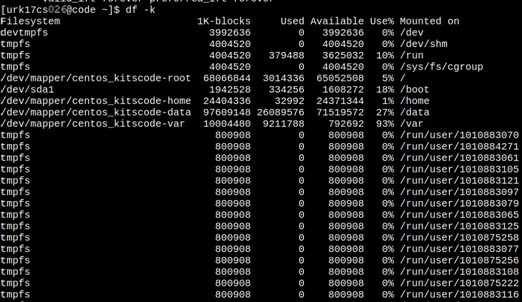 [urk17cs026@code ~]$ df -k
Filesystem 1K-blocks Used Available Use% Mounted on
devtmpfs 3992636 0 3992636 0% /dev
tmpfs 4004520 0 4004520 0% /dev/shm
tmpfs 4004520 379488 3625032 10% /run
tmpfs 4004520 0 4004520 0% /sys/fs/cgroup
/dev/mapper/centos_kitscode-root 68066844 3014336 65052508 5% /
/dev/sda1 1942528 334256 1608272 18% /boot
/dev/mapper/centos_kitscode-home 24404336 32992 24371344 1% /home
/dev/mapper/centos_kitscode-data 97609148 26089576 71519572 27% /data
/dev/mapper/centos_kitscode-var 10004480 9211788 792692 93% /var
tmpfs 800908 0 800908 0% /run/user/1010883070
tmpfs 800908 0 800908 0% /run/user/1010884271
tmpfs 800908 0 800908 0% /run/user/1010883061
tmpfs 800908 0 800908 0% /run/user/1010883105
tmpfs 800908 0 800908 0% /run/user/1010883121
tmpfs 800908 0 800908 0% /run/user/1010883097
tmpfs 800908 0 800908 0% /run/user/1010883079
tmpfs 800908 0 800908 0% /run/user/1010883065
tmpfs 800908 0 800908 0% /run/user/1010883125
tmpfs 800908 0 800908 0% /run/user/1010875258
tmpfs 800908 0 800908 0% /run/user/1010883077
tmpfs 800908 0 800908 0% /run/user/1010875256
tmpfs 800908 0 800908 0% /run/user/1010883108
tmpfs 800908 0 800908 0% /run/user/1010875222
tmpfs 800908 0 800908 0% /run/user/1010883116